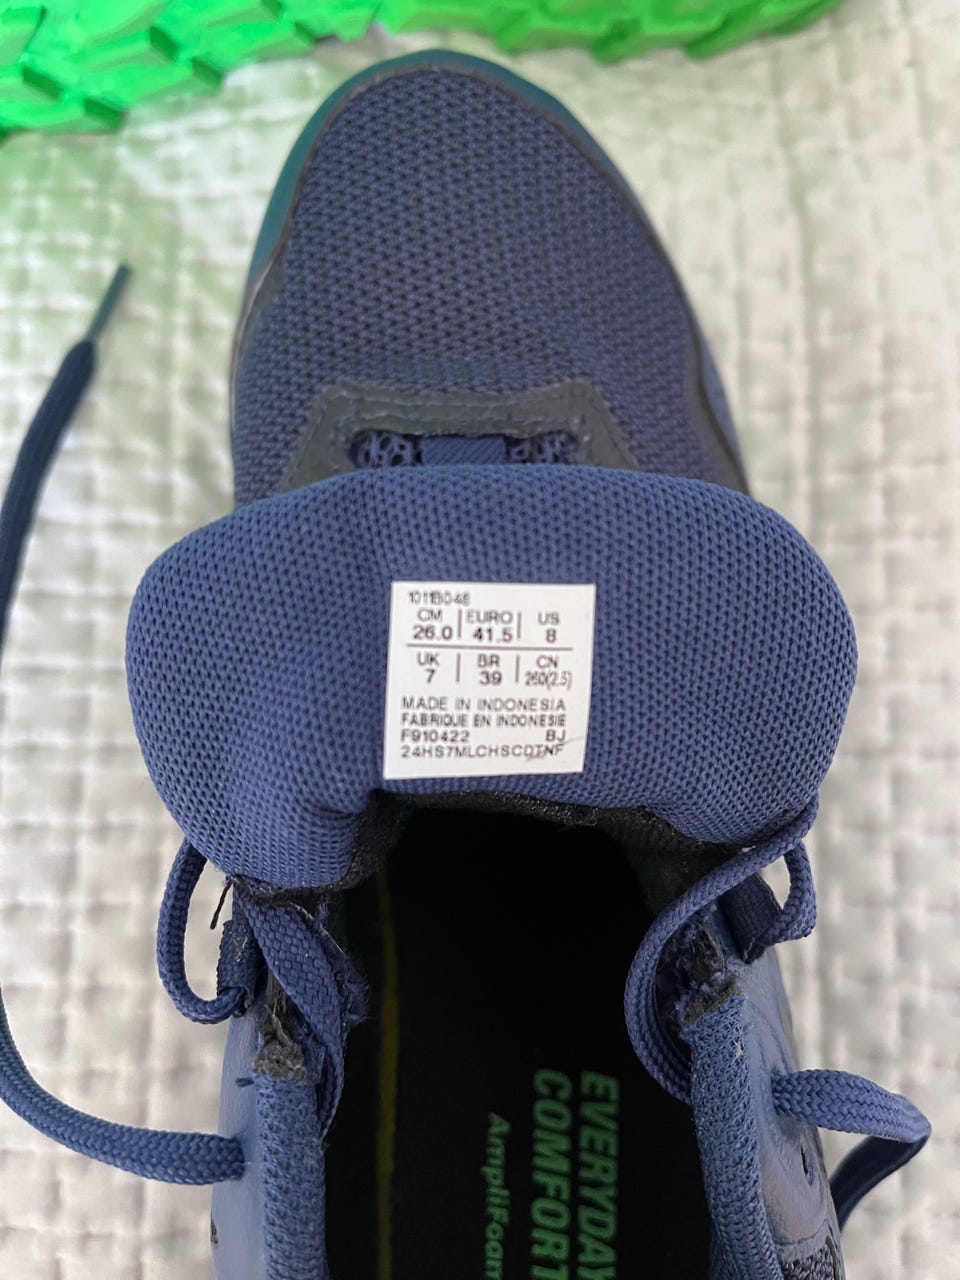 1011B046
CM | EURO | US
26.0 | 41.5 | 8
UK | BR | CN
7 | 39 | 260(2.5)
MADE IN INDONESIA
FABRIQUE EN INDONESIE
F910422 BJ
24HS7MLCHSCDTNF
EVERYDAY
COMFORT
AmpliFoam